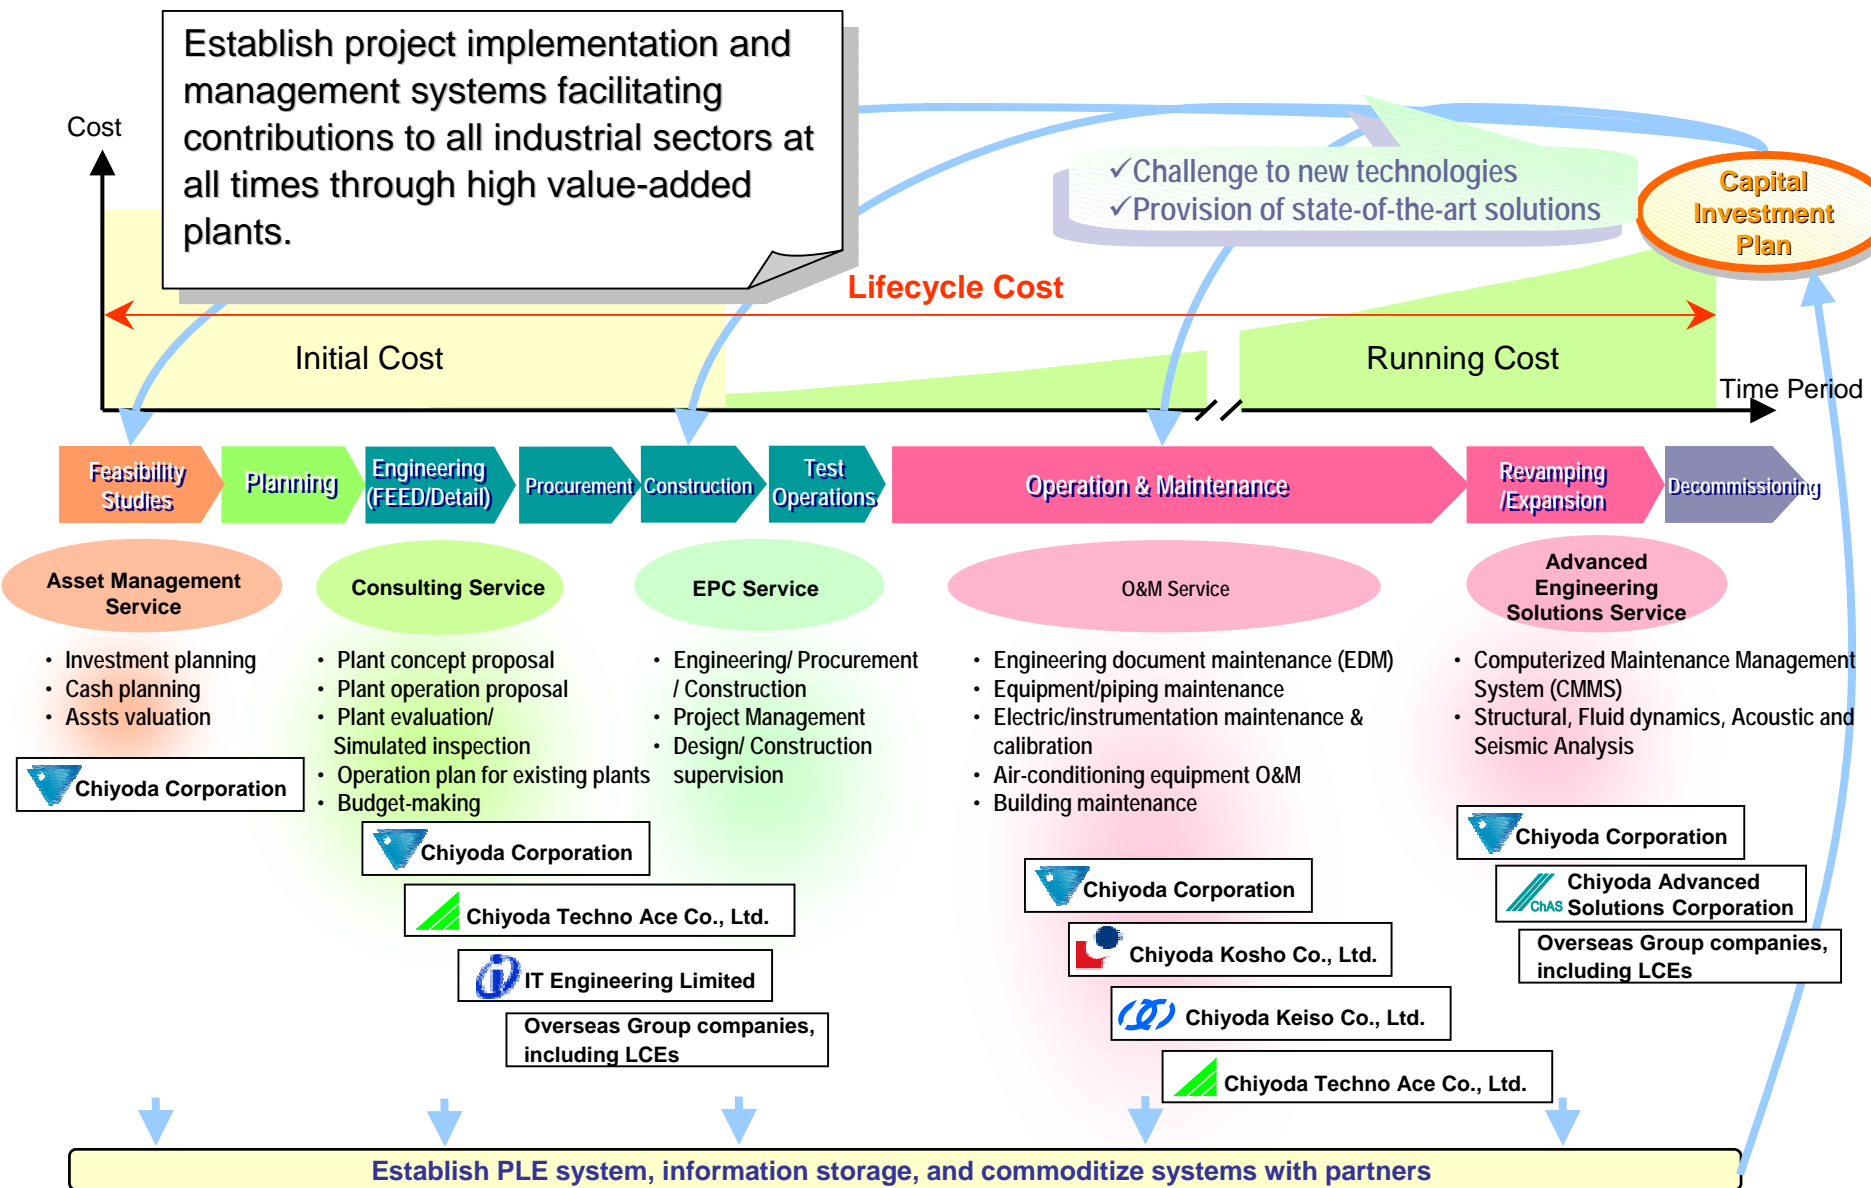 Establish project implementation and
management systems facilitating
contributions to all industrial sectors at
all times through high value-added
plants.
Cost
✓Challenge to new technologies
✓Provision of state-of-the-art solutions
Capital
Investment
Plan
Lifecycle Cost
Initial Cost
Running Cost
Time Period
Feasibility
Studies
Planning
Engineering
(FEED/Detail)
Procurement
Construction
Test
Operations
Operation & Maintenance
Revamping
/Expansion
Decommissioning
Asset Management
Service
• Investment planning
• Cash planning
• Assts valuation
Chiyoda Corporation
Consulting Service
• Plant concept proposal
• Plant operation proposal
• Plant evaluation/
Simulated inspection
• Operation plan for existing plants
• Budget-making
Chiyoda Corporation
Chiyoda Techno Ace Co., Ltd.
IT Engineering Limited
Overseas Group companies,
including LCEs
EPC Service
• Engineering/ Procurement
/ Construction
• Project Management
• Design/ Construction
supervision
O&M Service
• Engineering document maintenance (EDM)
• Equipment/piping maintenance
• Electric/instrumentation maintenance &
calibration
• Air-conditioning equipment O&M
• Building maintenance
Chiyoda Corporation
Chiyoda Kosho Co., Ltd.
Chiyoda Keiso Co., Ltd.
Chiyoda Techno Ace Co., Ltd.
Advanced
Engineering
Solutions Service
• Computerized Maintenance Management
System (CMMS)
• Structural, Fluid dynamics, Acoustic and
Seismic Analysis
Chiyoda Corporation
ChAS
Chiyoda Advanced
Solutions Corporation
Overseas Group companies,
including LCEs
Establish PLE system, information storage, and commoditize systems with partners